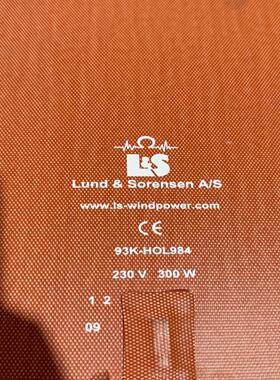 L&S
Lund & Sorensen A/S
www.ls-windpower.com
CE
93K-HOL984
230 V 300 W
1 2
09